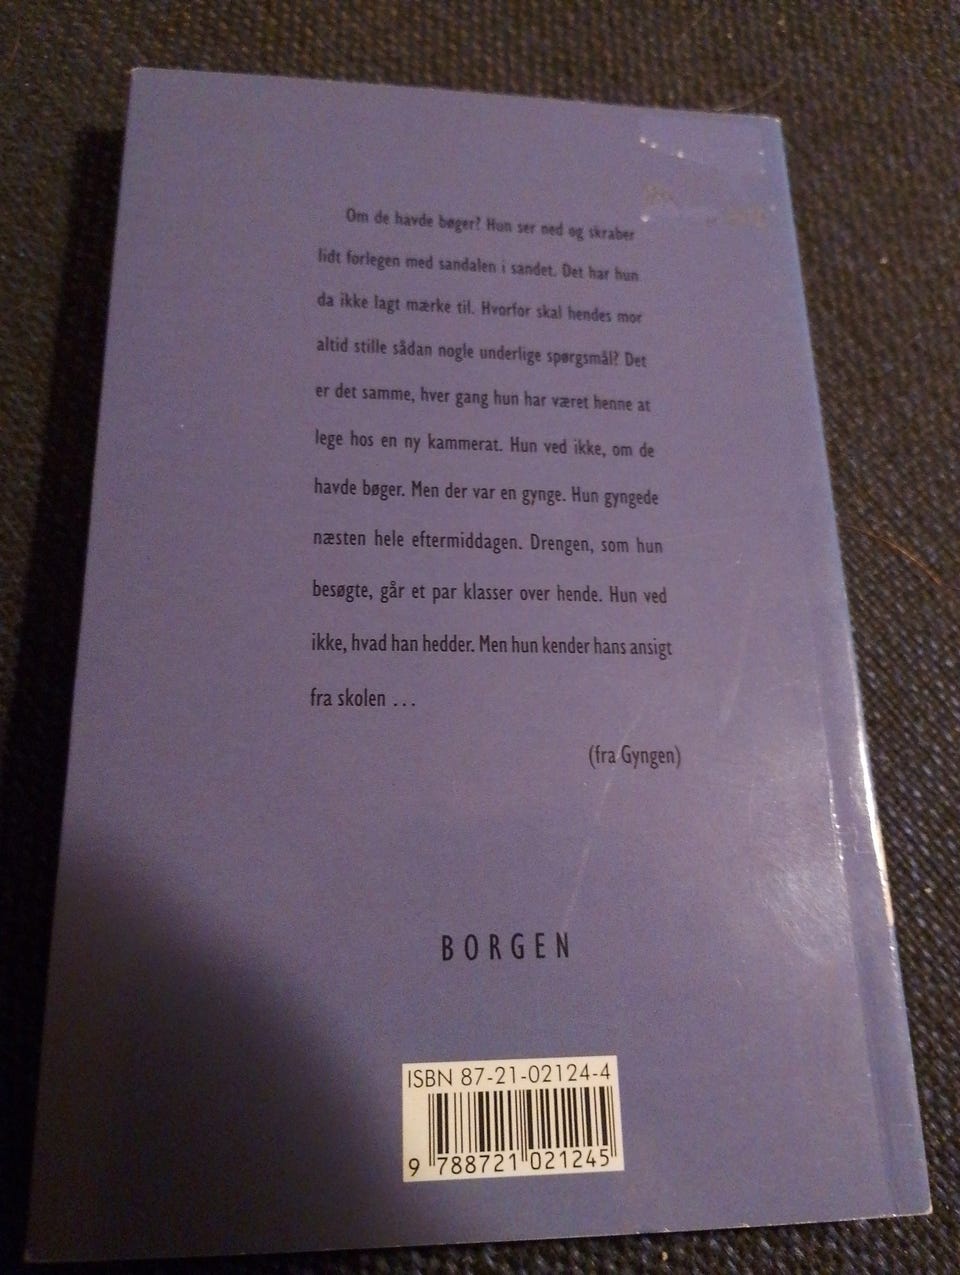 Om de havde bøger? Hun ser ned og skraber
lidt forlegen med sandalen i sandet. Det har hun
da ikke lagt mærke til. Hvorfor skal hendes mor
altid stille sådan nogle underlige spørgsmål? Det
er det samme, hver gang hun har været henne at
lege hos en ny kammerat. Hun ved ikke, om de
havde bøger. Men der var en gynge. Hun gyngede
næsten hele eftermiddagen. Drengen, som hun
besøgte, går et par klasser over hende. Hun ved
ikke, hvad han hedder. Men hun kender hans ansigt
fra skolen ...
(fra Gyngen)
BORGEN
ISBN 87-21-02124-4
9 788721 021245